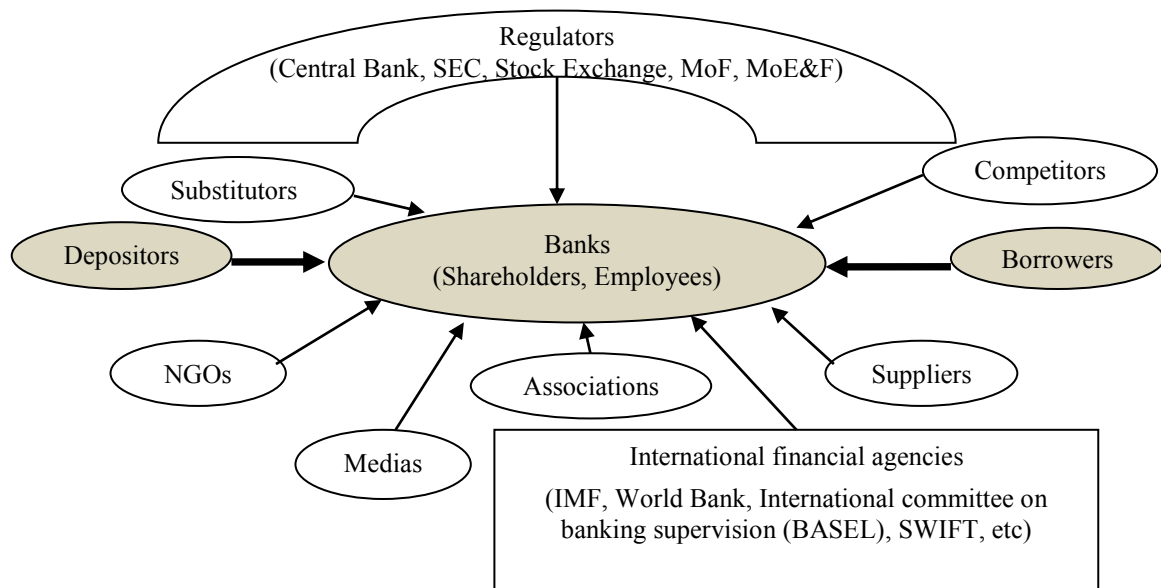 Regulators
(Central Bank, SEC, Stock Exchange, MoF, MoE&F)
Substitutors
Competitors
Depositors
Banks
(Shareholders, Employees)
Borrowers
NGOs
Associations
Suppliers
Medias
International financial agencies
(IMF, World Bank, International committee on
banking supervision (BASEL), SWIFT, etc)